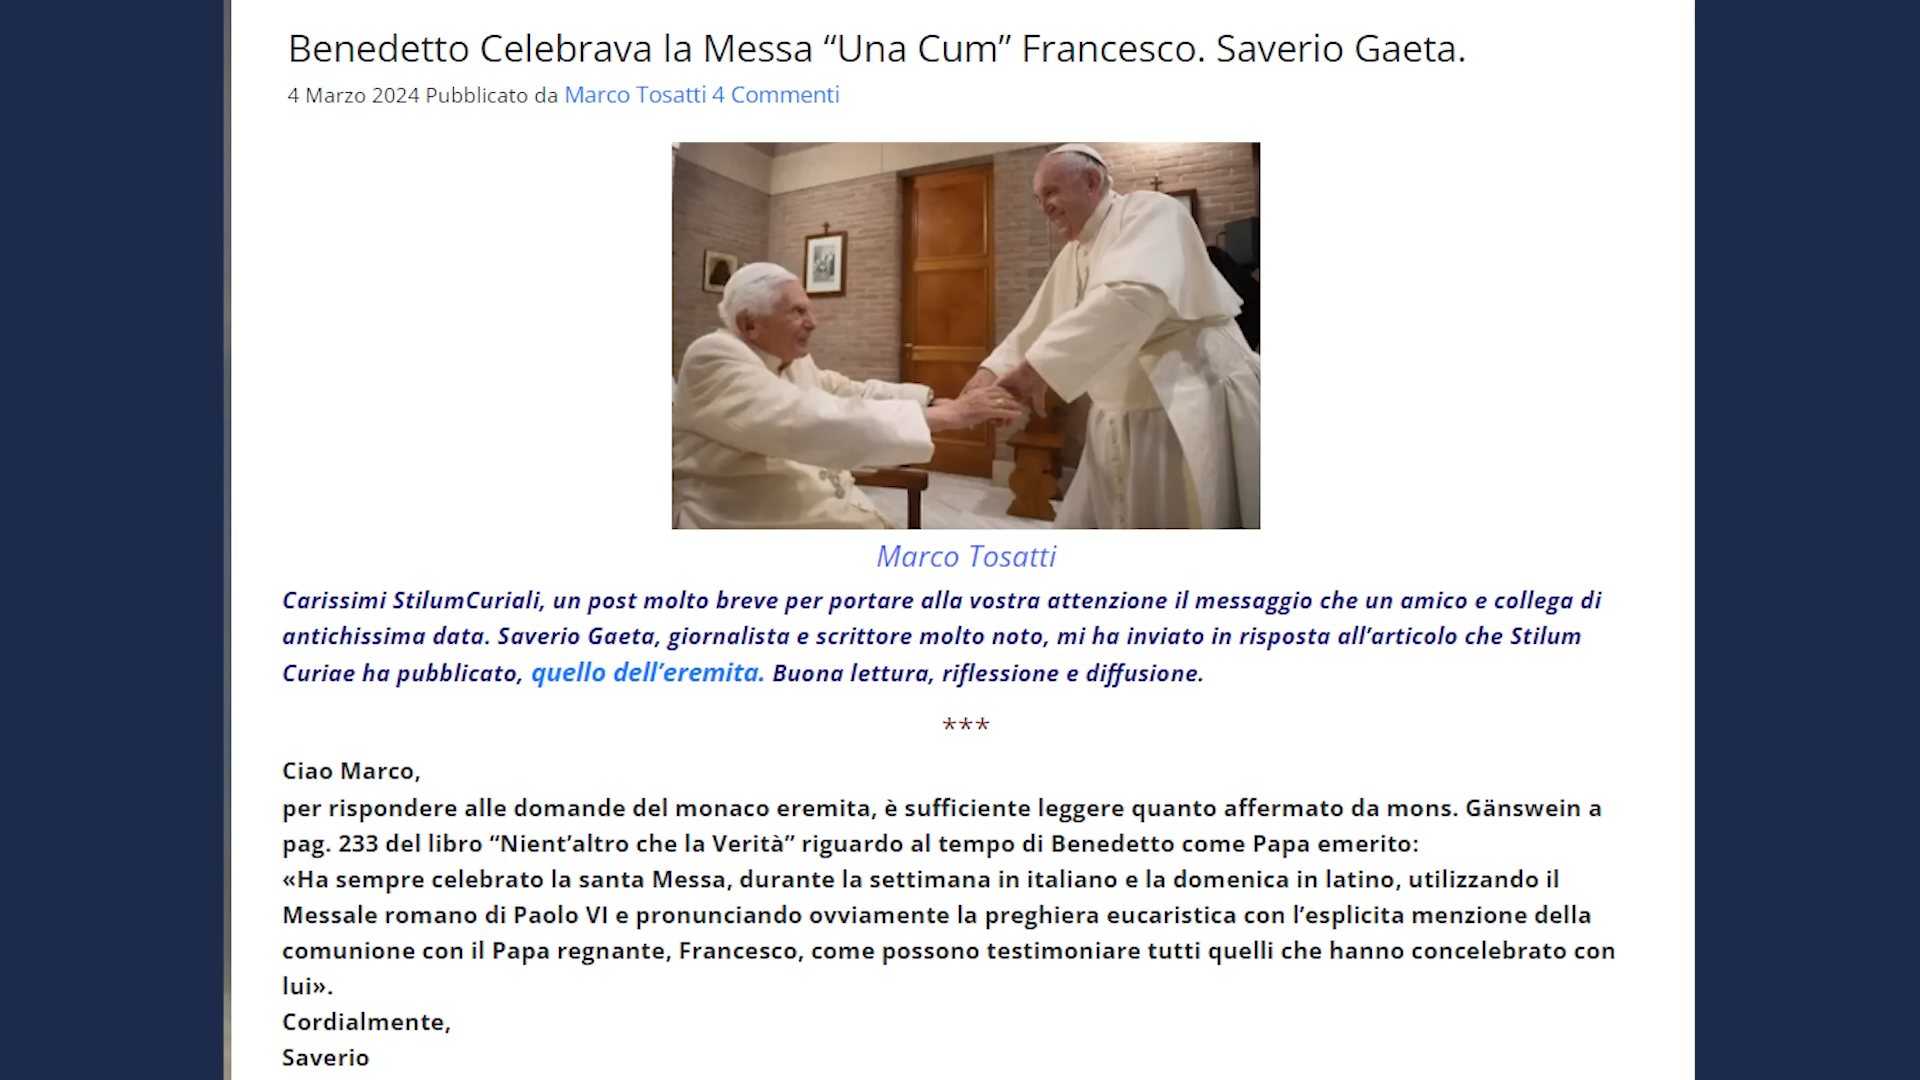 Benedetto Celebrava la Messa “Una Cum” Francesco. Saverio Gaeta.
4 Marzo 2024 Pubblicato da Marco Tosatti 4 Commenti
Marco Tosatti
Carissimi StilumCuriali, un post molto breve per portare alla vostra attenzione il messaggio che un amico e collega di
antichissima data. Saverio Gaeta, giornalista e scrittore molto noto, mi ha inviato in risposta all’articolo che Stilum
Curiae ha pubblicato, quello dell’eremita. Buona lettura, riflessione e diffusione.
***
Ciao Marco,
per rispondere alle domande del monaco eremita, è sufficiente leggere quanto affermato da mons. Gänswein a
pag. 233 del libro “Nient’altro che la Verità” riguardo al tempo di Benedetto come Papa emerito:
«Ha sempre celebrato la santa Messa, durante la settimana in italiano e la domenica in latino, utilizzando il
Messale romano di Paolo VI e pronunciando ovviamente la preghiera eucaristica con l’esplicita menzione della
comunione con il Papa regnante, Francesco, come possono testimoniare tutti quelli che hanno concelebrato con
lui».
Cordialmente,
Saverio